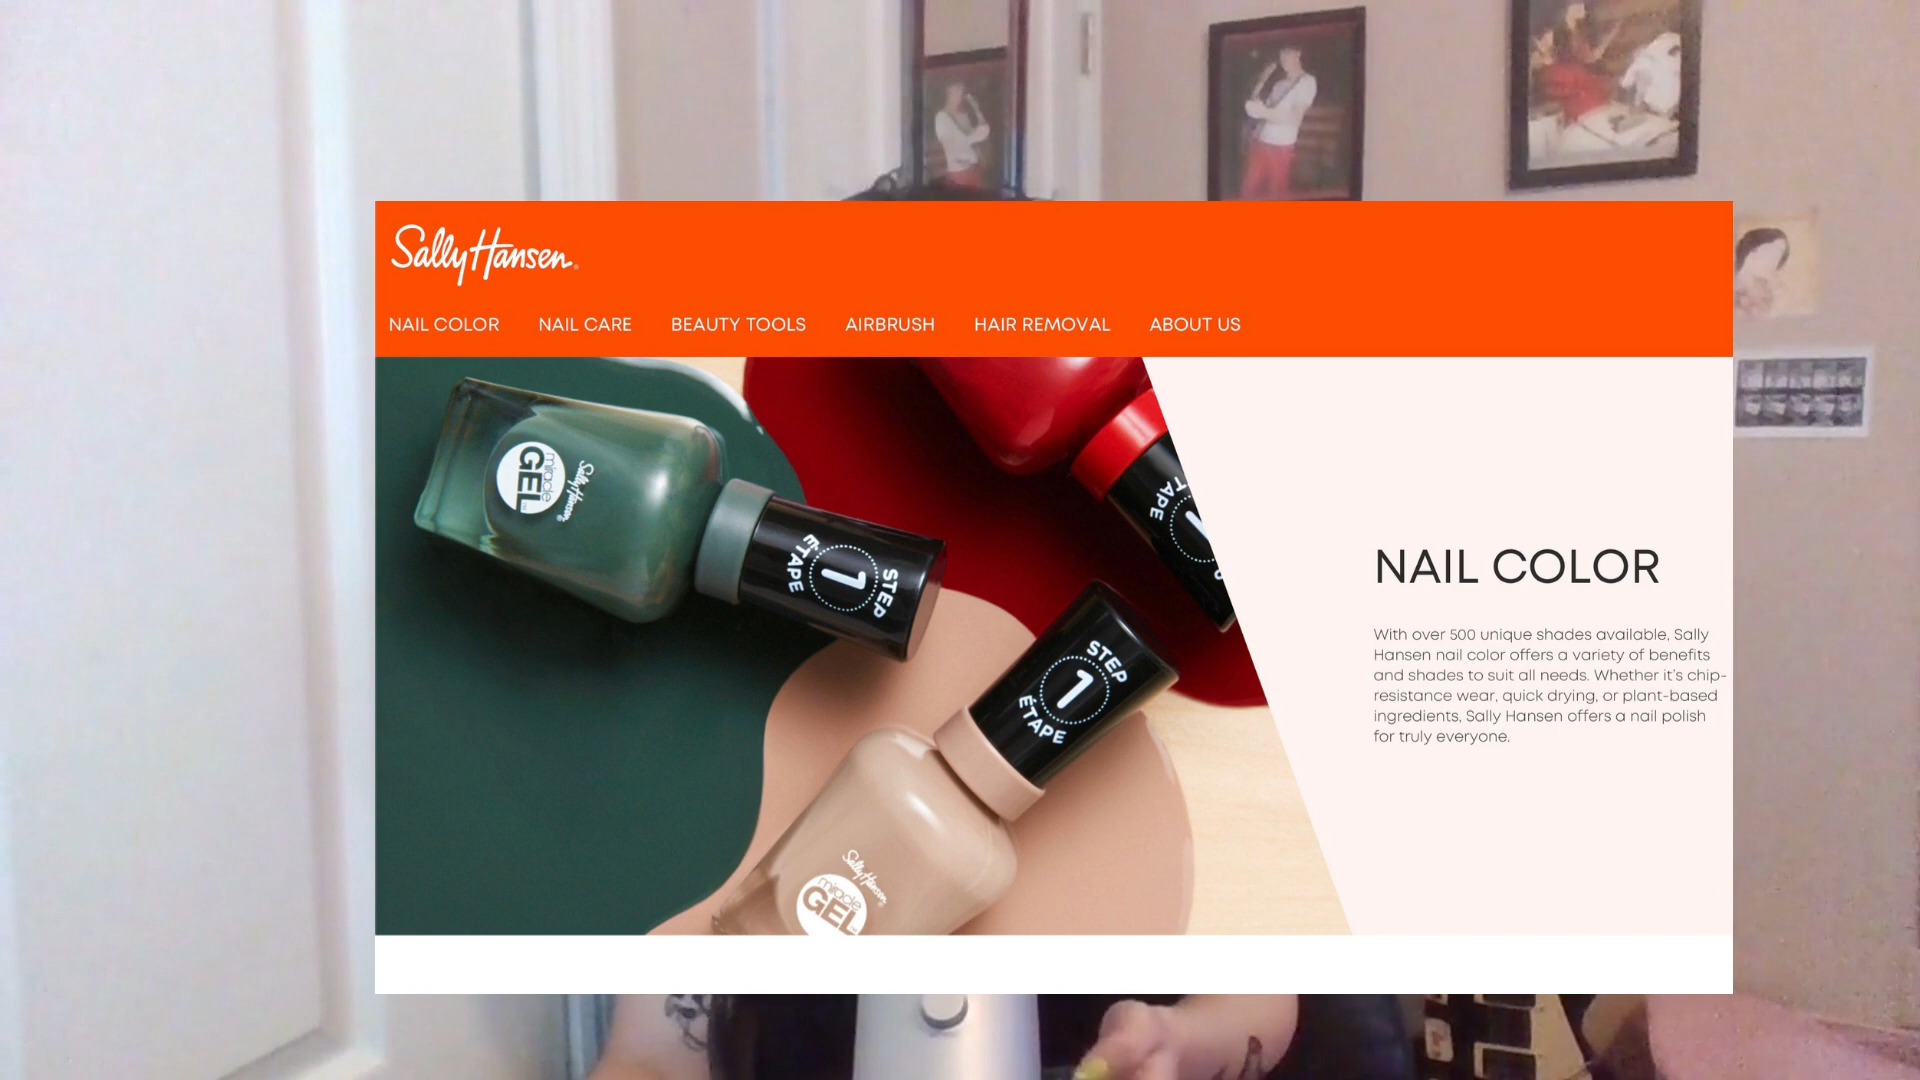 Sally Hansen®
NAIL COLOR NAIL CARE BEAUTY TOOLS AIRBRUSH HAIR REMOVAL ABOUT US
Sally Hansen®
miracle
GEL
STEP
1
ÉTAPE
1
TAPE
STEP
1
ÉTAPE
Sally Hansen®
miracle
GEL
NAIL COLOR
With over 500 unique shades available, Sally
Hansen nail color offers a variety of benefits
and shades to suit all needs. Whether it's chip-
resistance wear, quick drying, or plant-based
ingredients, Sally Hansen offers a nail polish
for truly everyone.